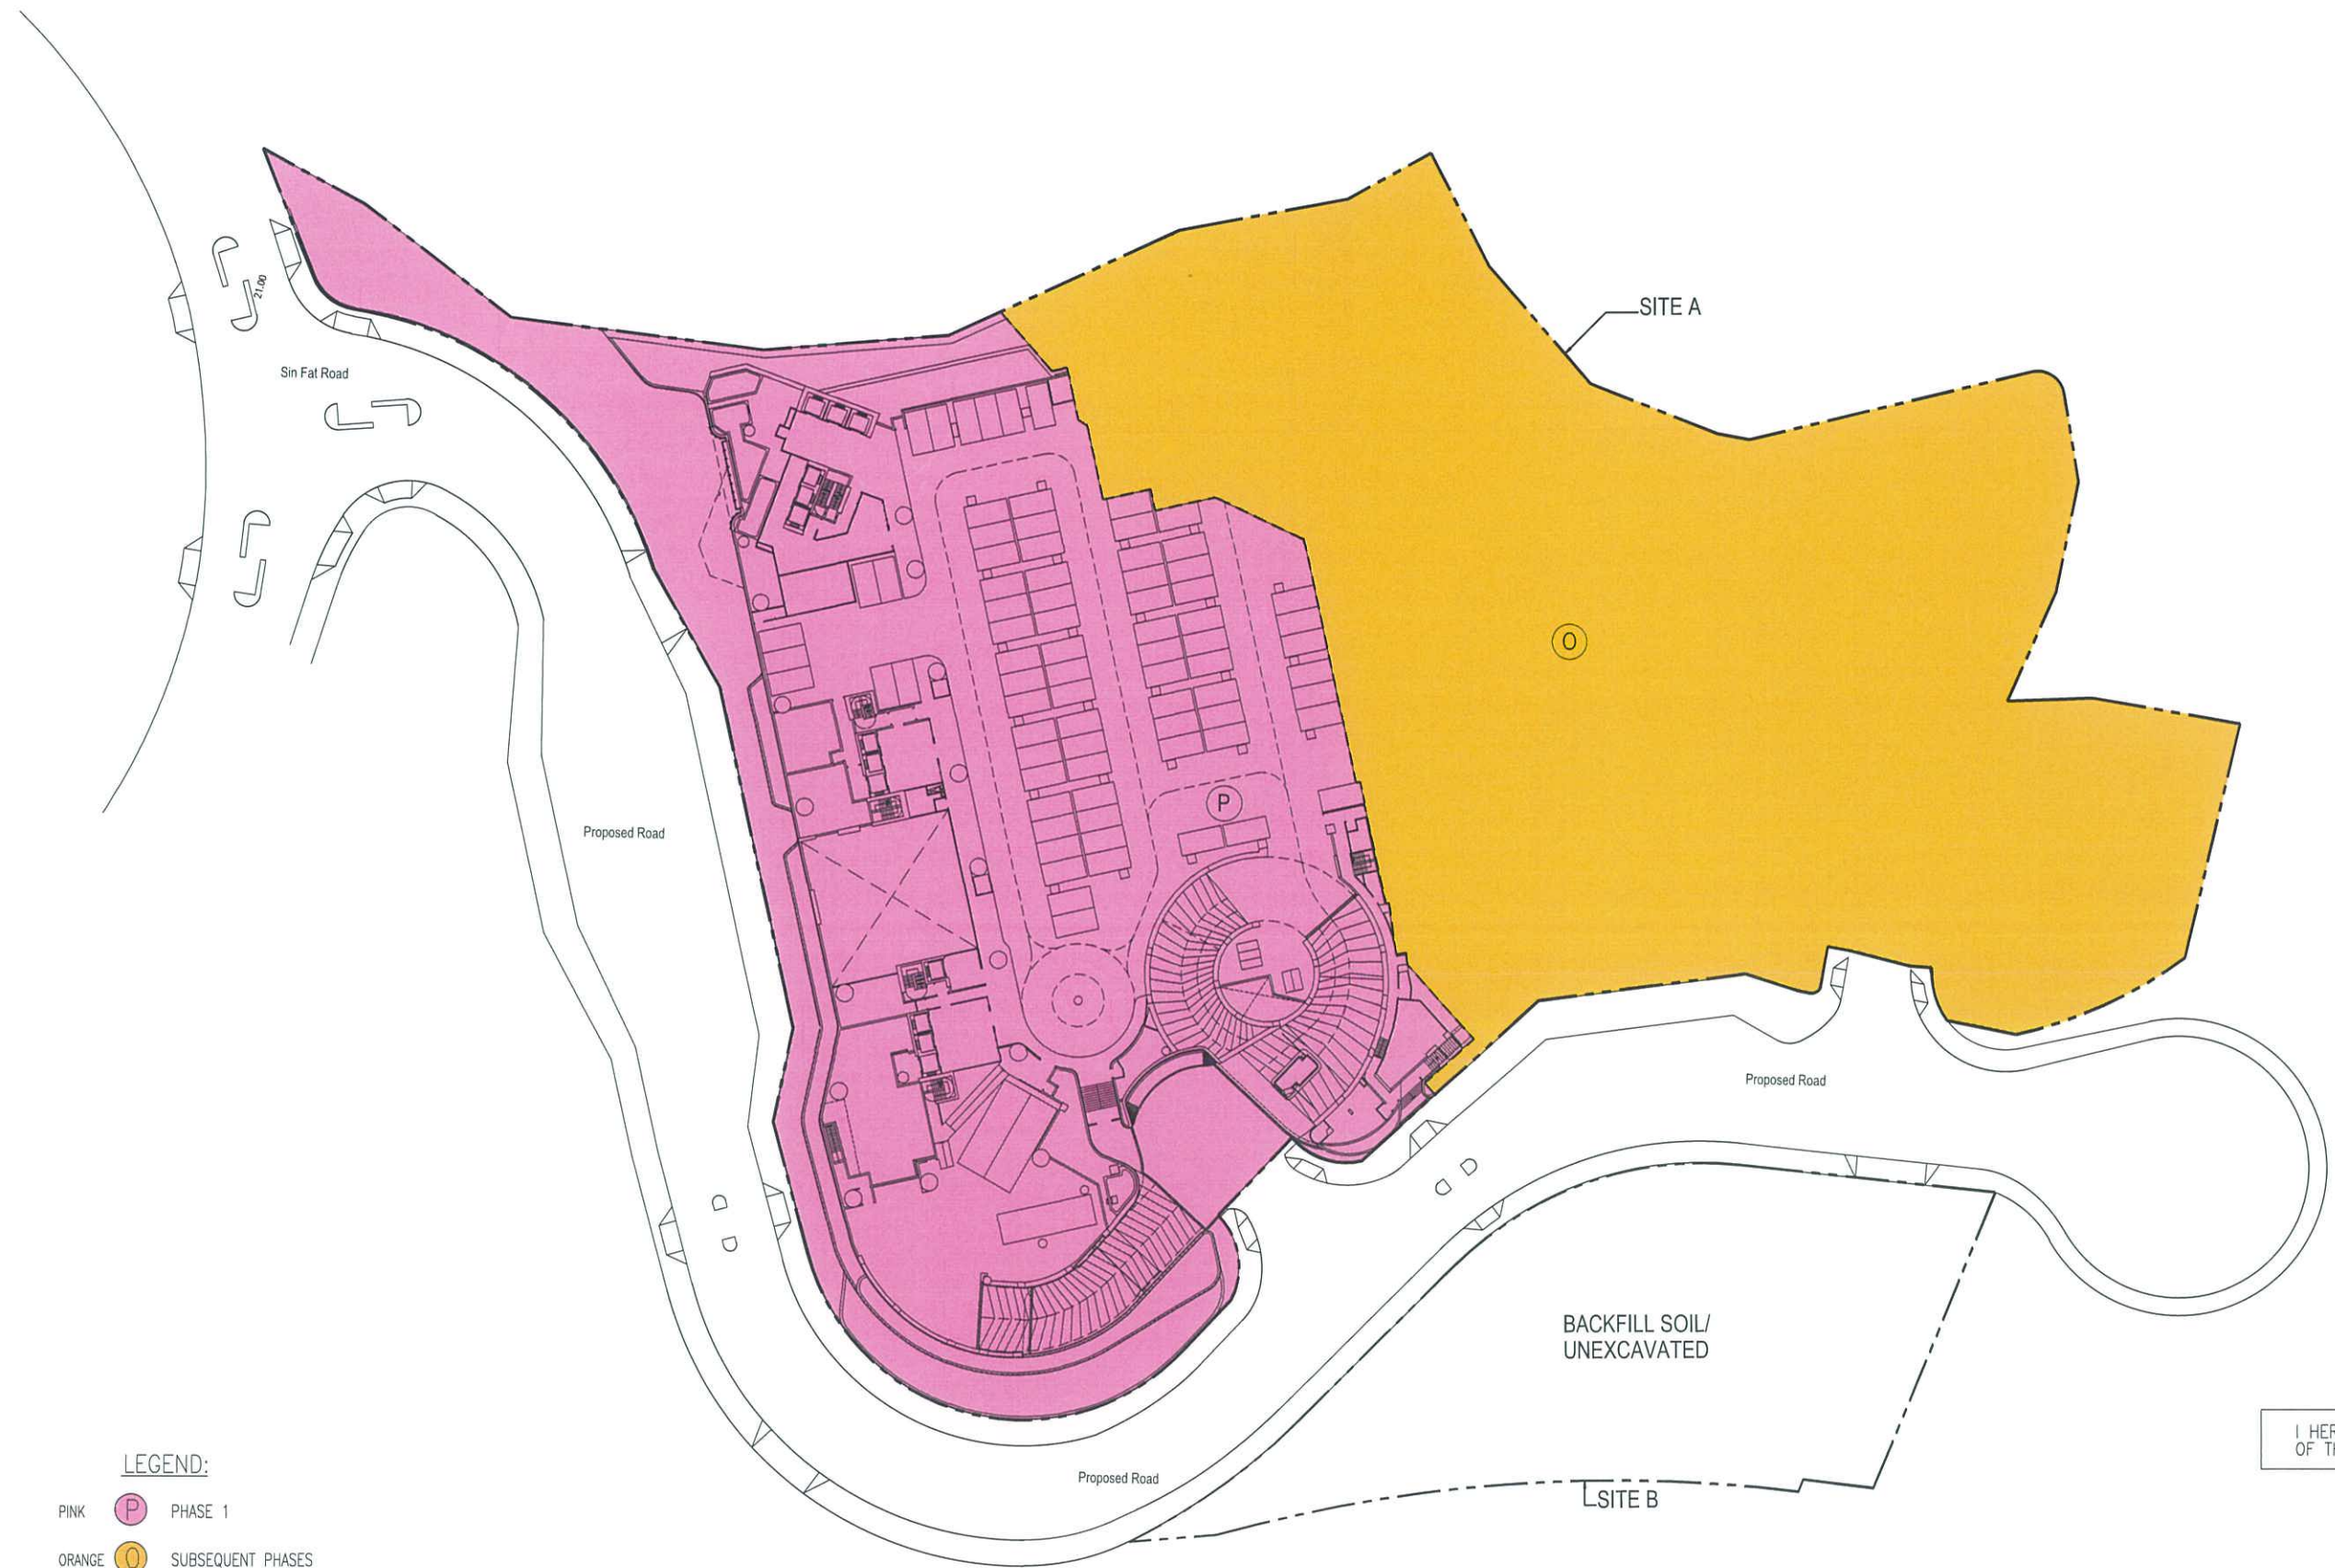 SITE A
21.00
Sin Fat Road
O
P
Proposed Road
Proposed Road
BACKFILL SOIL/
UNEXCAVATED
I HER
OF TH
LEGEND:
Proposed Road
SITE B
PINK P PHASE 1
ORANGE O SUBSEQUENT PHASES